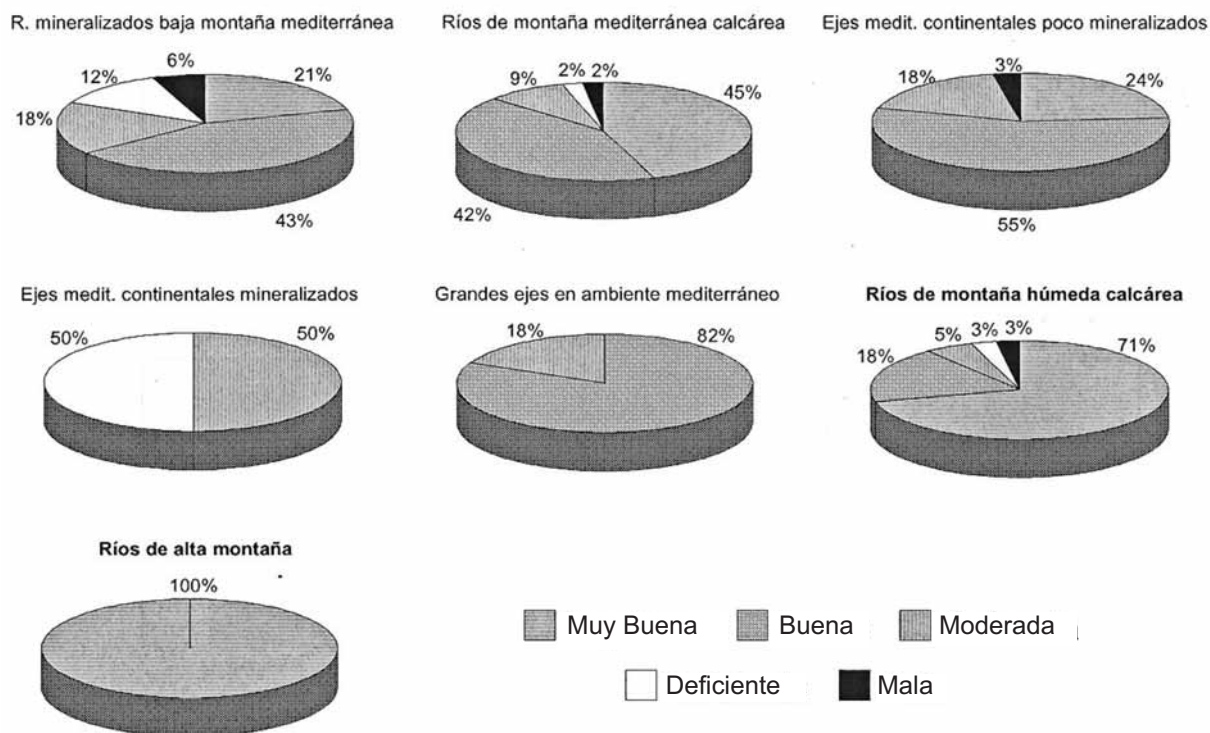 R. mineralizados baja montaña mediterránea
6%
12%
21%
18%
43%
Ríos de montaña mediterránea calcárea
2%
2%
9%
45%
42%
Ejes medit. continentales poco mineralizados
3%
18%
24%
55%
Ejes medit. continentales mineralizados
50%
50%
Grandes ejes en ambiente mediterráneo
18%
82%
Ríos de montaña húmeda calcárea
3%
3%
5%
71%
18%
Ríos de alta montaña
100%
Muy Buena
Buena
Moderada
Deficiente
Mala